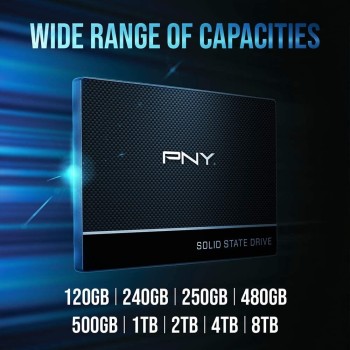 WIDE RANGE OF CAPACITIES
PNY
SOLID STATE DRIVE
120GB | 240GB | 250GB | 480GB
500GB | 1TB | 2TB | 4TB | 8TB